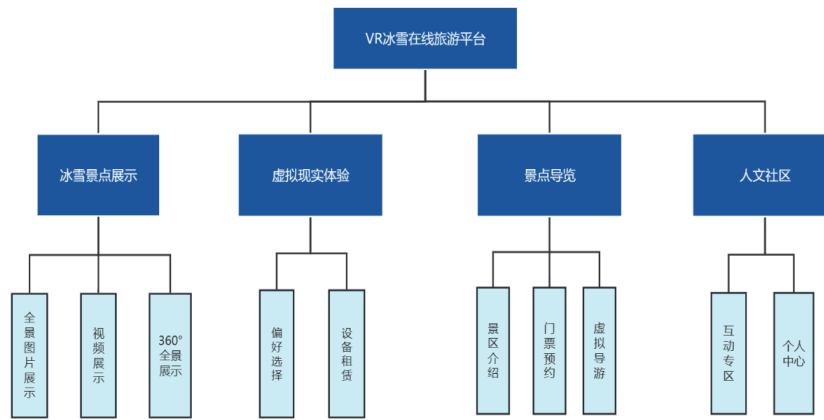 VR冰雪在线旅游平台
冰雪景点展示
虚拟现实体验
景点导览
人文社区
全景图片展示
视频展示
360°
全景
展示
偏好选择
设备租赁
景区介绍
门票预约
虚拟导游
互动专区
个人
中心